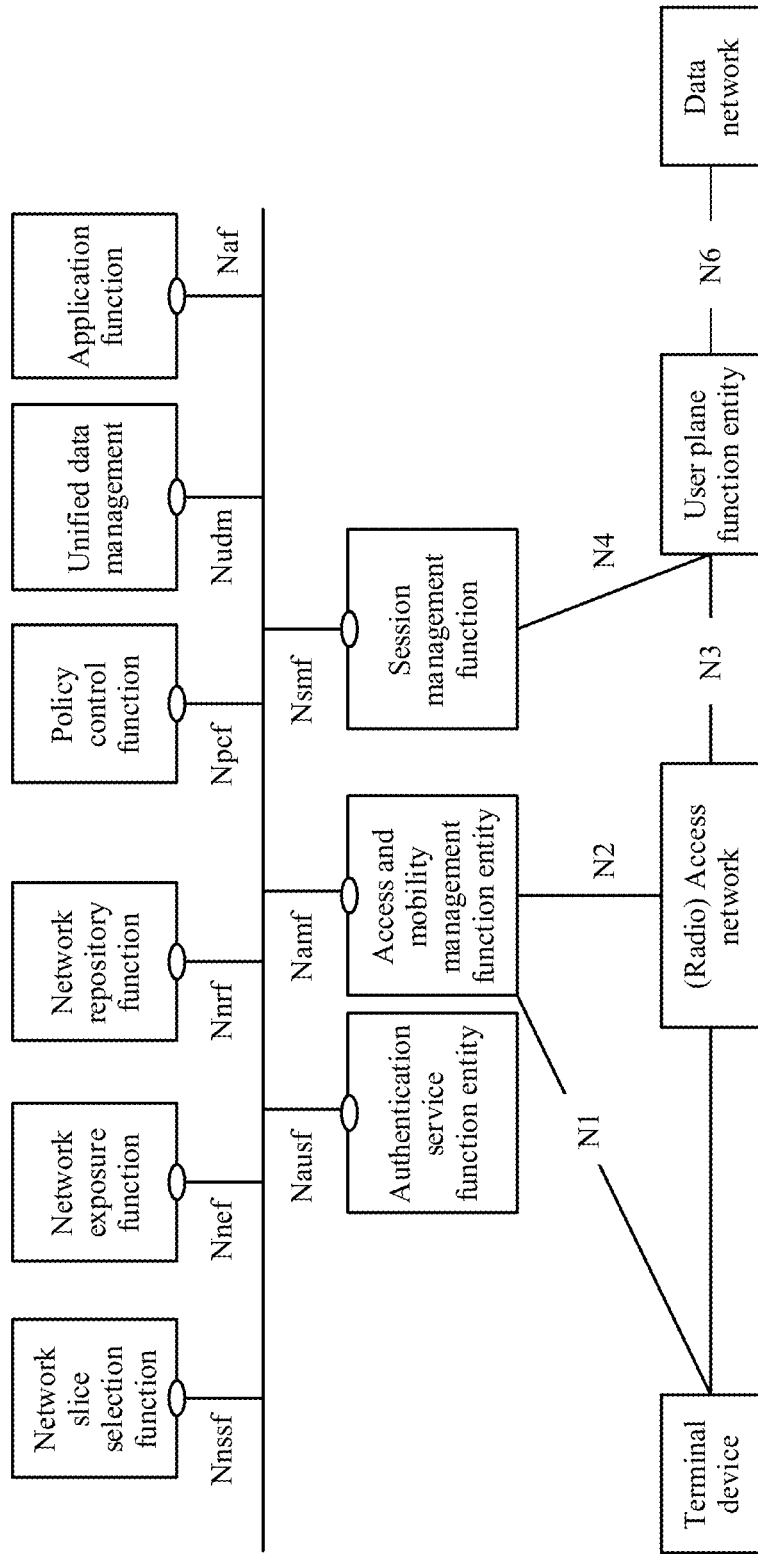 Network
slice
selection
function
Network
exposure
function
Network
repository
function
Policy
control
function
Unified data
management
Application
function
Nnssf
Nnef
Nnrf
Npcf
Nudm
Naf
Nausf
Namf
Nsmf
Authentication
service
function entity
Access and
mobility
management
function entity
Session
management
function
N1
N2
N4
Terminal
device
(Radio) Access
network
N3
User plane
function entity
N6
Data
network